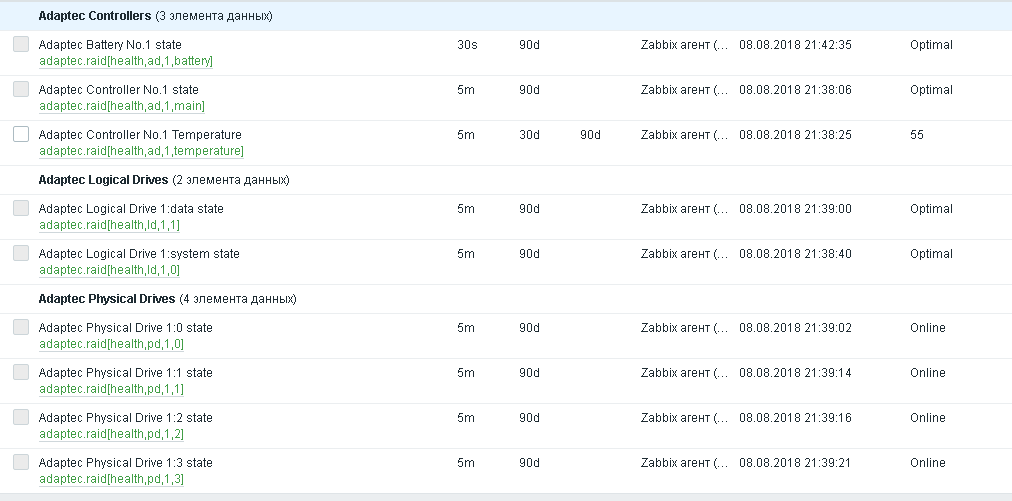 Adaptec Controllers (3 элемента данных)
Adaptec Battery No.1 state 30s 90d Zabbix агент (... 08.08.2018 21:42:35 Optimal
adaptec.raid[health,ad,1,battery]
Adaptec Controller No.1 state 5m 90d Zabbix агент (... 08.08.2018 21:38:06 Optimal
adaptec.raid[health,ad,1,main]
Adaptec Controller No.1 Temperature 5m 30d 90d Zabbix агент (... 08.08.2018 21:38:25 55
adaptec.raid[health,ad,1,temperature]
Adaptec Logical Drives (2 элемента данных)
Adaptec Logical Drive 1:data state 5m 90d Zabbix агент (... 08.08.2018 21:39:00 Optimal
adaptec.raid[health,ld,1,1]
Adaptec Logical Drive 1:system state 5m 90d Zabbix агент (... 08.08.2018 21:38:40 Optimal
adaptec.raid[health,ld,1,0]
Adaptec Physical Drives (4 элемента данных)
Adaptec Physical Drive 1:0 state 5m 90d Zabbix агент (... 08.08.2018 21:39:02 Online
adaptec.raid[health,pd,1,0]
Adaptec Physical Drive 1:1 state 5m 90d Zabbix агент (... 08.08.2018 21:39:14 Online
adaptec.raid[health,pd,1,1]
Adaptec Physical Drive 1:2 state 5m 90d Zabbix агент (... 08.08.2018 21:39:16 Online
adaptec.raid[health,pd,1,2]
Adaptec Physical Drive 1:3 state 5m 90d Zabbix агент (... 08.08.2018 21:39:21 Online
adaptec.raid[health,pd,1,3]